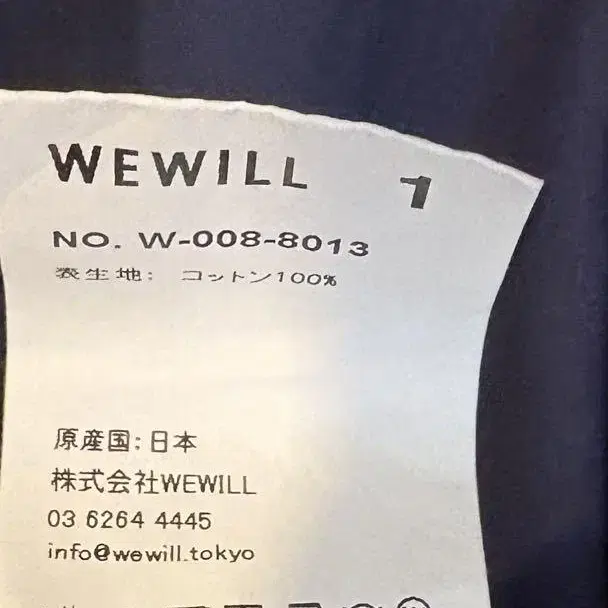 WEWILL 1
NO. W-008-8013
表生地: コットン100%
原産国:日本
株式会社WEWILL
03 6264 4445
info@wewill.tokyo